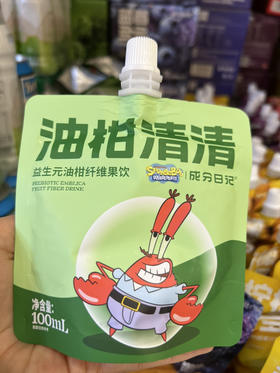 油柑清清
益生元油柑纤维果饮
PREBIOTIC EMBLICA
FRUIT FIBER DRINK
SpongeBob
SQUAREPANTS
成分日记
净含量:
100mL